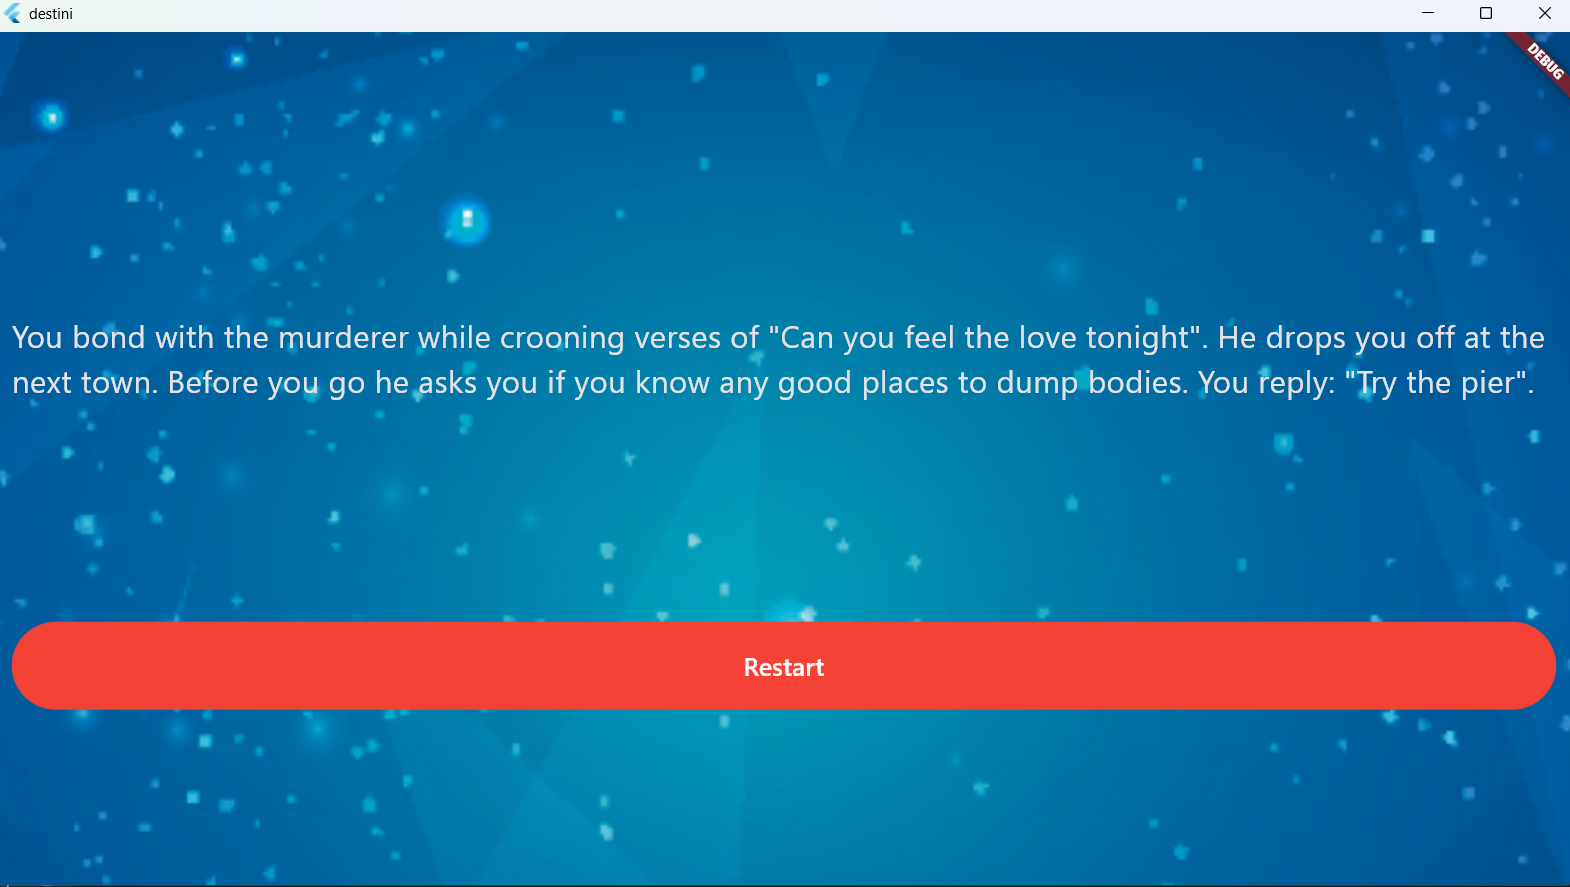 destini
DEBUG
You bond with the murderer while crooning verses of "Can you feel the love tonight". He drops you off at the
next town. Before you go he asks you if you know any good places to dump bodies. You reply: "Try the pier".
Restart